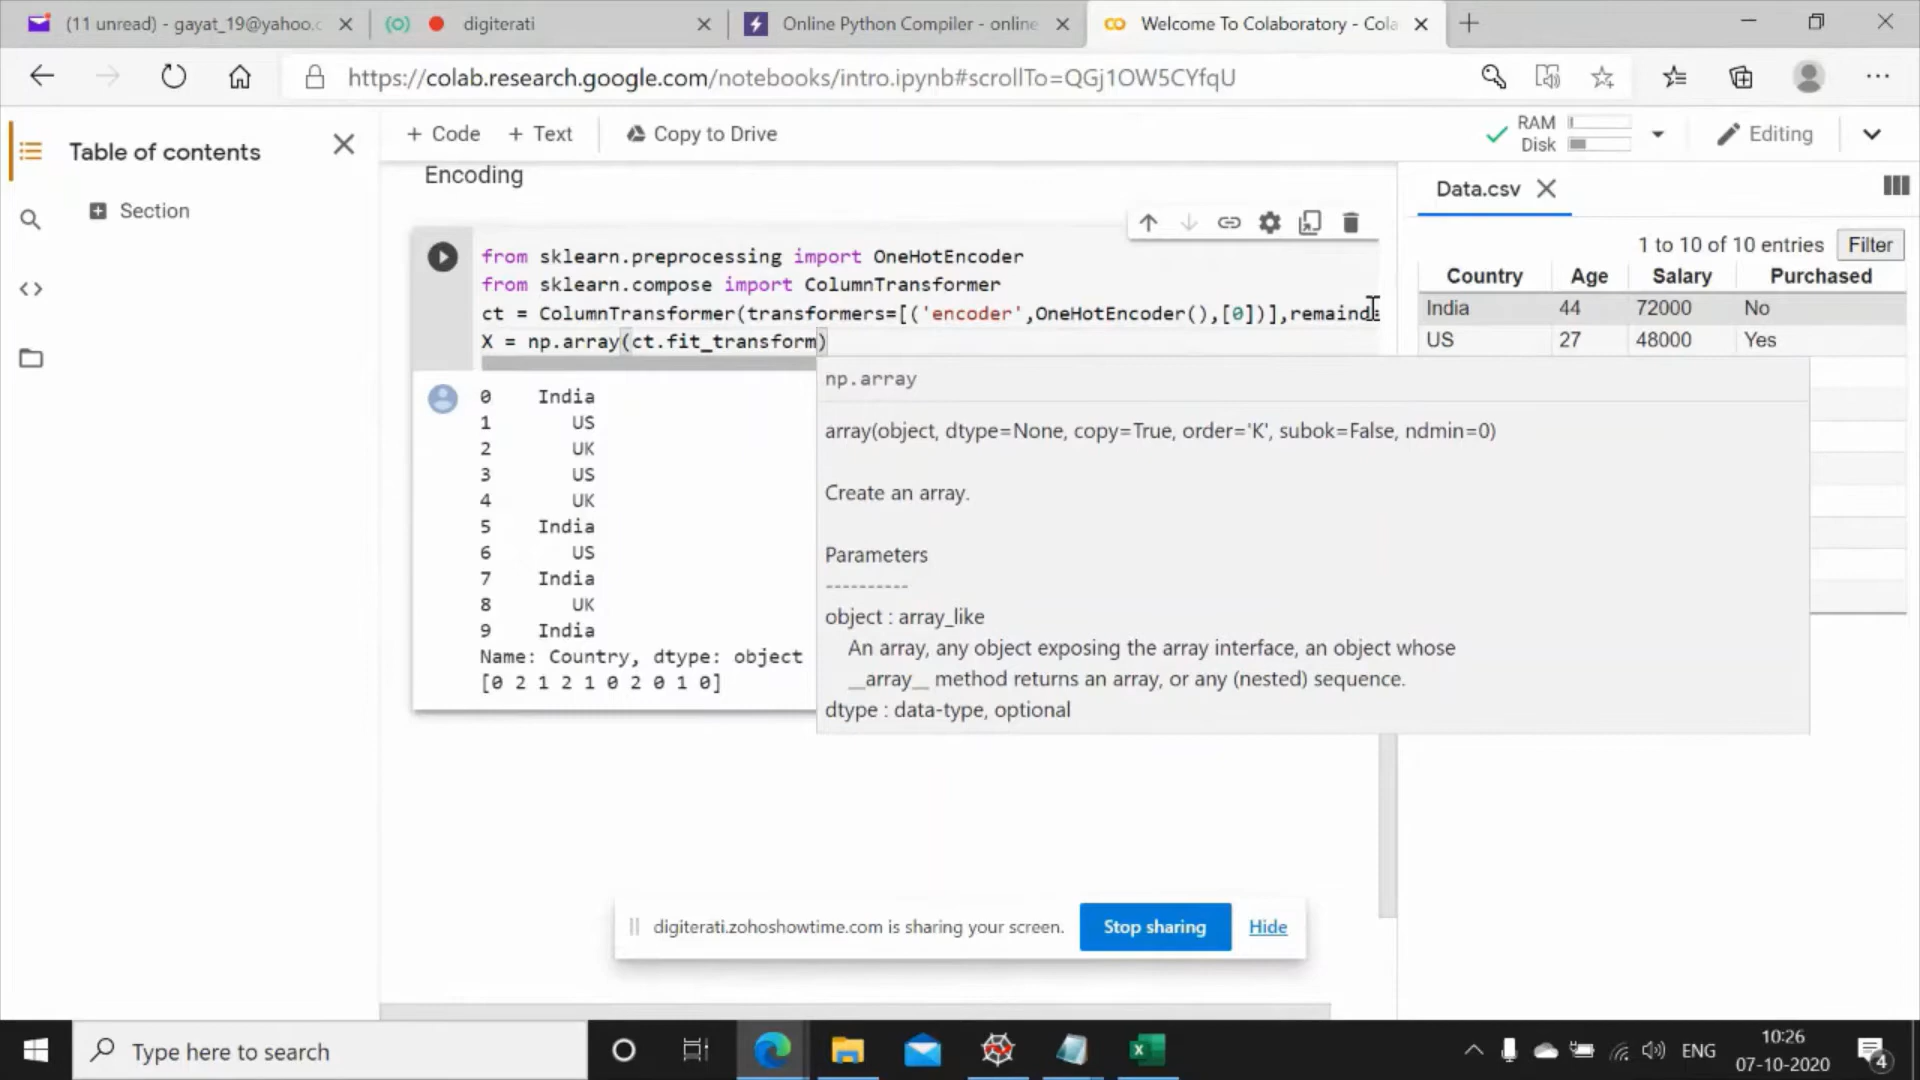 (11 unread) - gayat_19@yahoo.c
digiterati
Online Python Compiler - online
Welcome To Colaboratory - Cola
https://colab.research.google.com/notebooks/intro.ipynb#scrollTo=QGj1OW5CYfqU
Table of contents
Section
+ Code + Text
Copy to Drive
RAM
Disk
Editing
Encoding
from sklearn.preprocessing import OneHotEncoder
from sklearn.compose import ColumnTransformer
ct = ColumnTransformer(transformers=[('encoder',OneHotEncoder(),[0])],remaind
X = np.array(ct.fit_transform)
0 India
1 US
2 UK
3 US
4 UK
5 India
6 US
7 India
8 UK
9 India
Name: Country, dtype: object
[0 2 1 2 1 0 2 0 1 0]
np.array
array(object, dtype=None, copy=True, order='K', subok=False, ndmin=0)
Create an array.
Parameters
----------
object : array_like
An array, any object exposing the array interface, an object whose
__array__ method returns an array, or any (nested) sequence.
dtype : data-type, optional
Data.csv
1 to 10 of 10 entries
Filter
Country Age Salary Purchased
India 44 72000 No
US 27 48000 Yes
digiterati.zohoshowtime.com is sharing your screen.
Stop sharing
Hide
Type here to search
ENG
10:26
07-10-2020
4